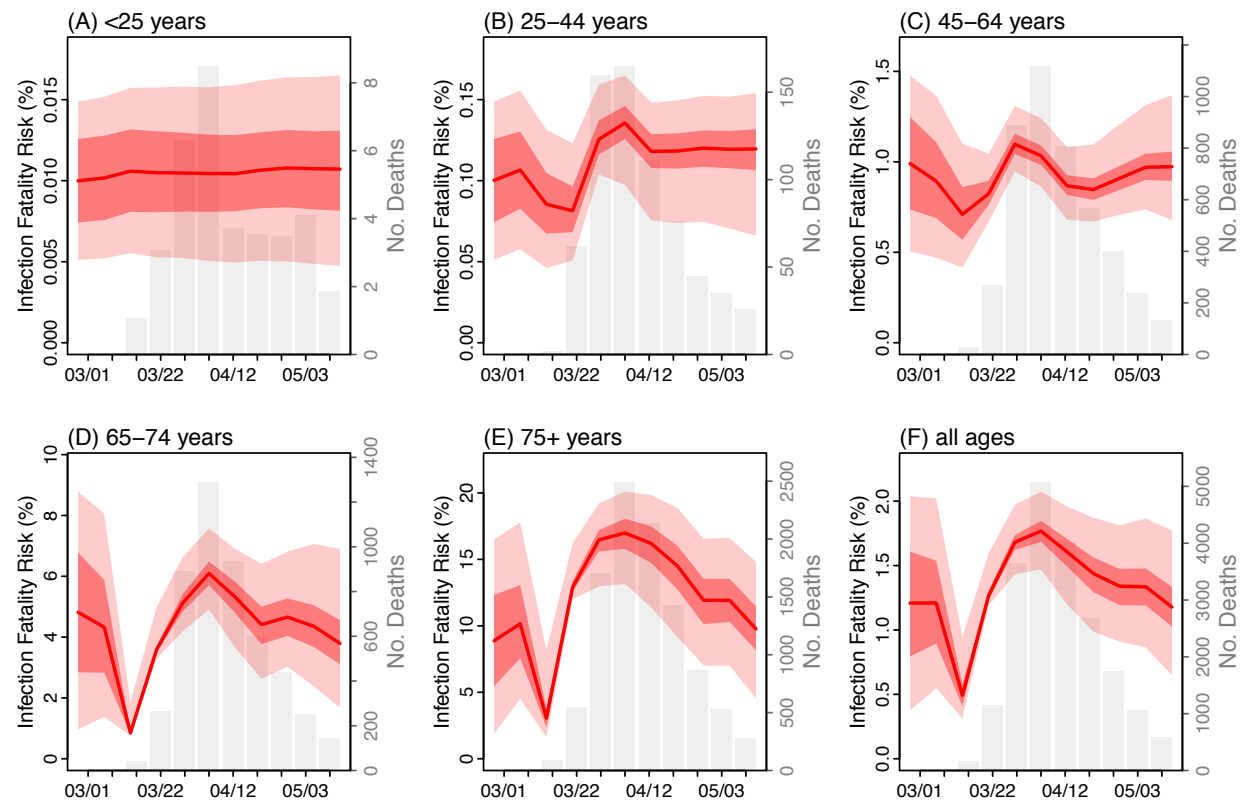 (A) <25 years
Infection Fatality Risk (%)
0.000 0.005 0.010 0.015
No. Deaths
0 2 4 6 8
03/01 03/22 04/12 05/03
(B) 25−44 years
Infection Fatality Risk (%)
0.00 0.05 0.10 0.15
No. Deaths
0 50 100 150
03/01 03/22 04/12 05/03
(C) 45−64 years
Infection Fatality Risk (%)
0.0 0.5 1.0 1.5
No. Deaths
0 200 400 600 800 1000
03/01 03/22 04/12 05/03
(D) 65−74 years
Infection Fatality Risk (%)
0 2 4 6 8 10
No. Deaths
0 200 600 1000 1400
03/01 03/22 04/12 05/03
(E) 75+ years
Infection Fatality Risk (%)
0 5 10 15 20
No. Deaths
0 500 1000 1500 2000 2500
03/01 03/22 04/12 05/03
(F) all ages
Infection Fatality Risk (%)
0.0 0.5 1.0 1.5 2.0
No. Deaths
0 1000 2000 3000 4000 5000
03/01 03/22 04/12 05/03